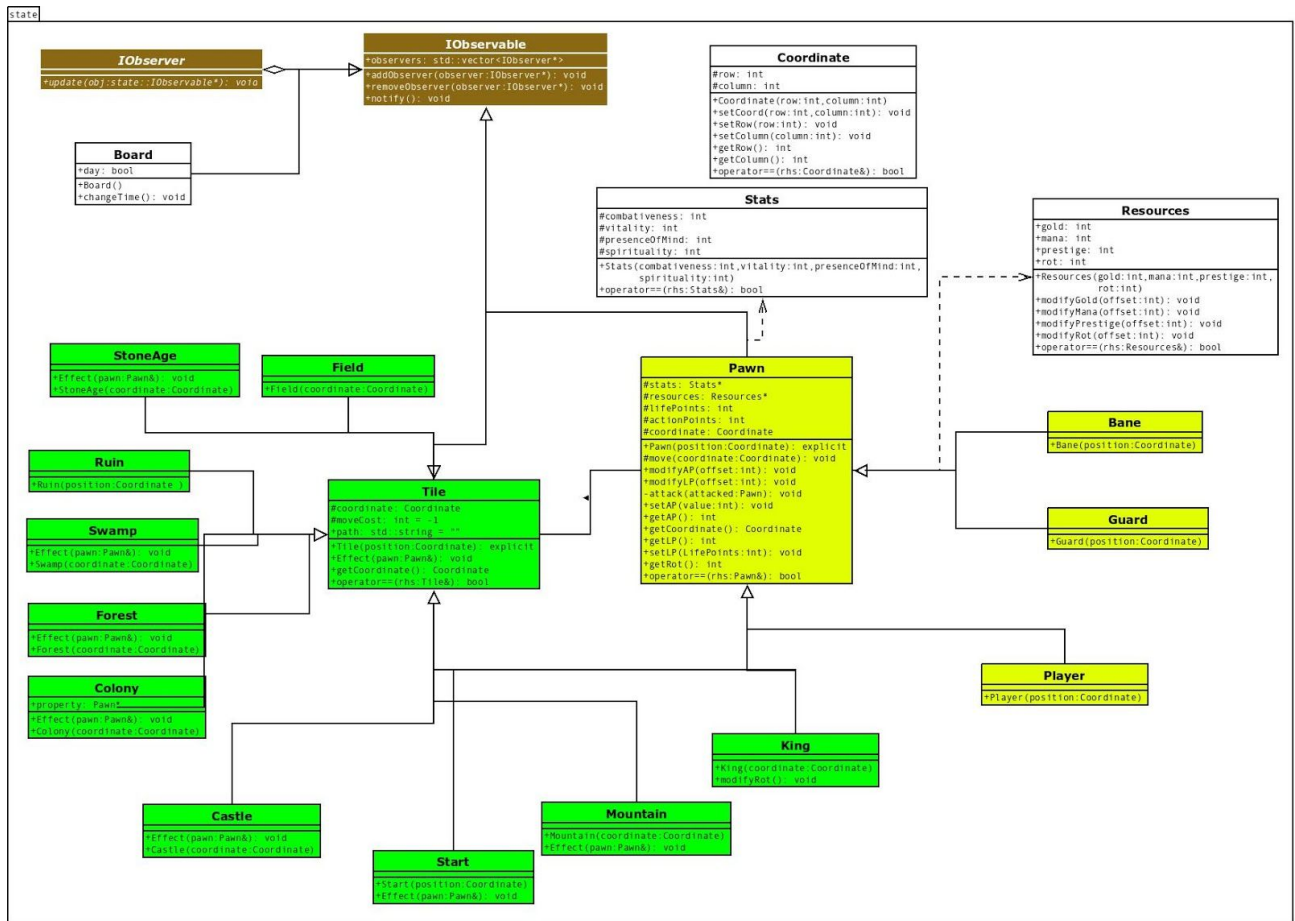 state
IObserver
+update(obj:state::IObservable*): void
IObservable
+observers: std::vector<IObserver*>
+addObserver(observer:IObserver*): void
+removeObserver(observer:IObserver*): void
+notify(): void
Coordinate
#row: int
#column: int
+Coordinate(row:int,column:int)
+setCoord(row:int,column:int): void
+setRow(row:int): void
+setColumn(column:int): void
+getRow(): int
+getColumn(): int
+operator==(rhs:Coordinate&): bool
Board
+day: bool
+Board()
+changeTime(): void
Stats
#combativeness: int
#vitality: int
#presenceOfMind: int
#spirituality: int
+Stats(combativeness:int,vitality:int,presenceOfMind:int,
spirituality:int)
+operator==(rhs:Stats&): bool
Resources
+gold: int
+mana: int
+prestige: int
+rot: int
+Resources(gold:int,mana:int,prestige:int,
rot:int)
+modifyGold(offset:int): void
+modifyMana(offset:int): void
+modifyPrestige(offset:int): void
+modifyRot(offset:int): void
+operator==(rhs:Resources&): bool
StoneAge
+Effect(pawn:Pawn&): void
+StoneAge(coordinate:Coordinate)
Field
+Field(coordinate:Coordinate)
Pawn
#stats: Stats*
#resources: Resources*
#lifePoints: int
#actionPoints: int
#coordinate: Coordinate
+Pawn(position:Coordinate): explicit
#move(coordinate:Coordinate): void
+modifyAP(offset:int): void
+modifyLP(offset:int): void
-attack(attacked:Pawn): void
+setAP(value:int): void
+getAP(): int
+getCoordinate(): Coordinate
+getLP(): int
+setLP(LifePoints:int): void
+getRot(): int
+operator==(rhs:Pawn&): bool
Bane
+Bane(position:Coordinate)
Guard
+Guard(position:Coordinate)
Ruin
+Ruin(position:Coordinate )
Tile
#coordinate: Coordinate
#moveCost: int = -1
+path: std::string = ""
+Tile(position:Coordinate): explicit
+Effect(pawn:Pawn&): void
+getCoordinate(): Coordinate
+operator==(rhs:Tile&): bool
Swamp
+Effect(pawn:Pawn&): void
+Swamp(coordinate:Coordinate)
Forest
+Effect(pawn:Pawn&): void
+Forest(coordinate:Coordinate)
Colony
+property: Pawn*
+Effect(pawn:Pawn&): void
+Colony(coordinate:Coordinate)
Player
+Player(position:Coordinate)
King
+King(coordinate:Coordinate)
+modifyRot(): void
Castle
+Effect(pawn:Pawn&): void
+Castle(coordinate:Coordinate)
Mountain
+Mountain(coordinate:Coordinate)
+Effect(pawn:Pawn&): void
Start
+Start(position:Coordinate)
+Effect(pawn:Pawn&): void